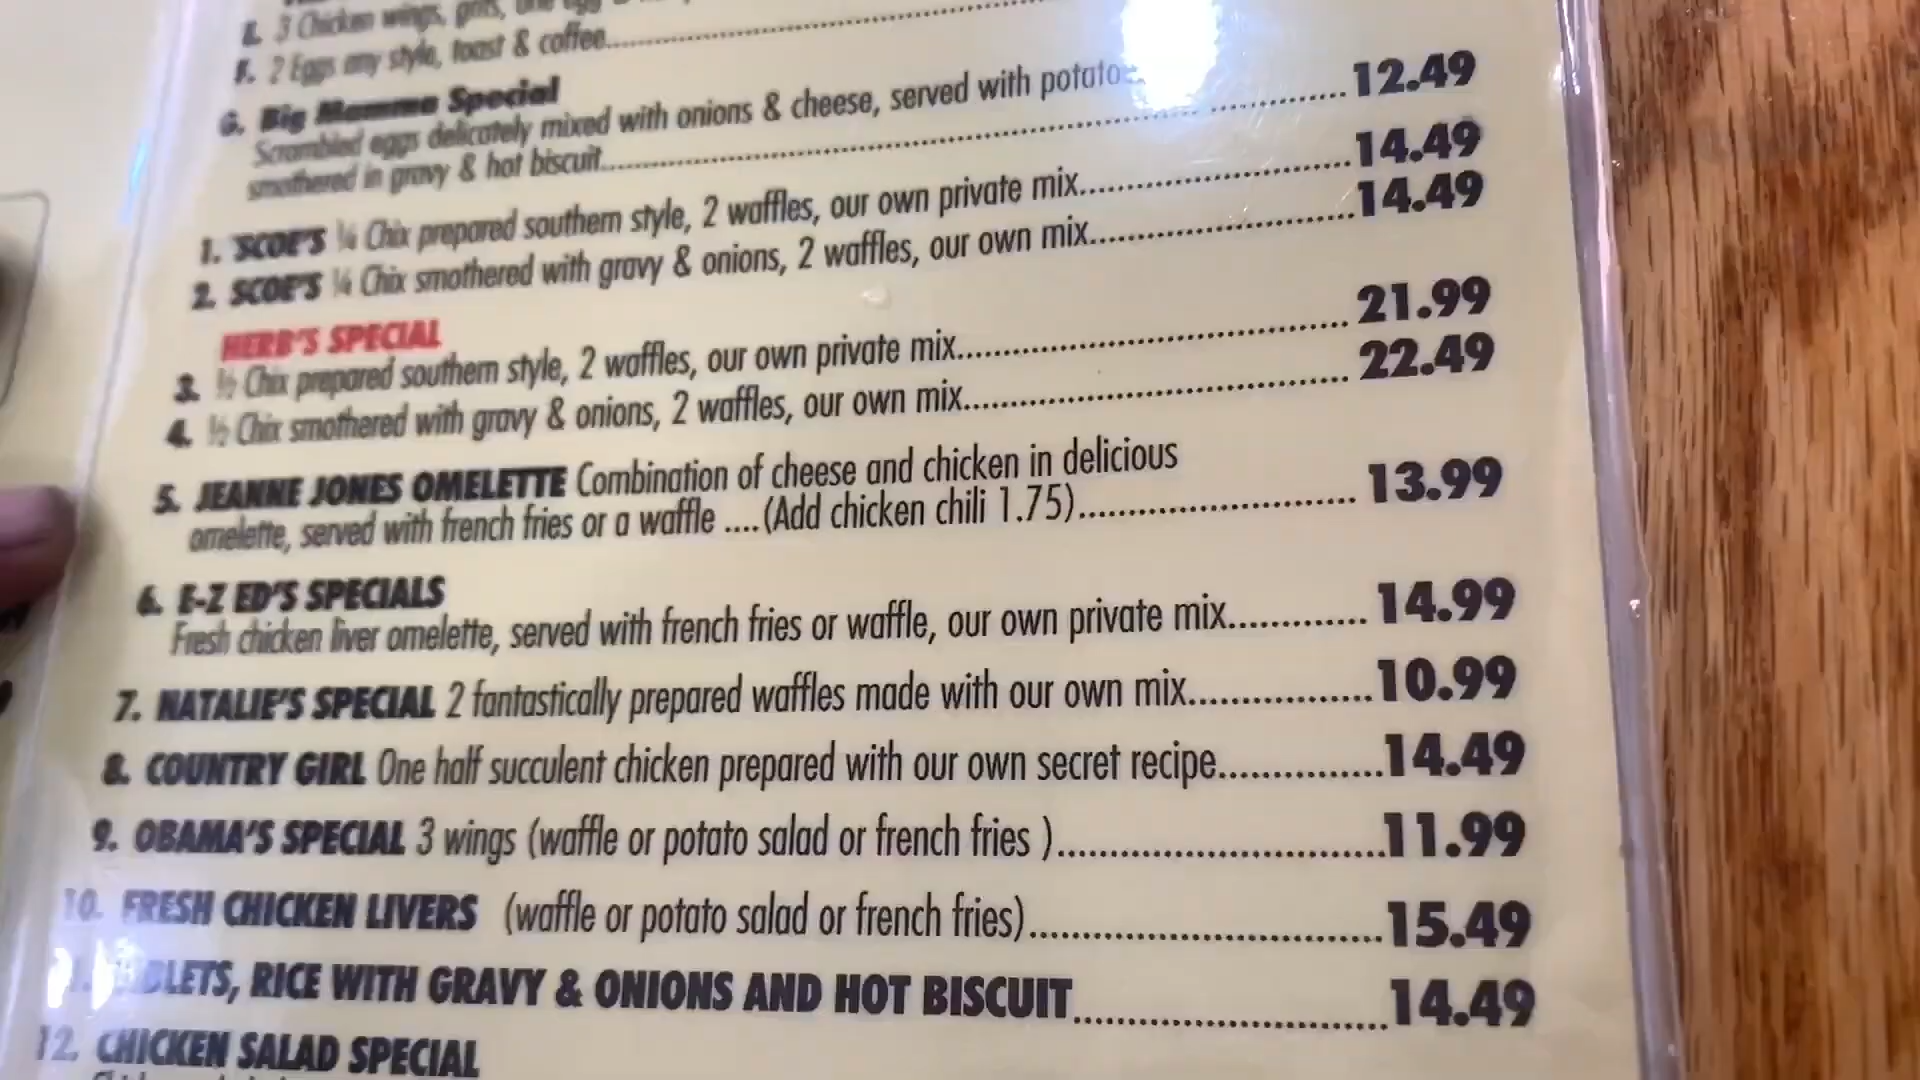 E. 3 Chicken wings, grits, one egg
F. 2 Eggs any style, toast & coffee
G. Big Mamma Special
Scrambled eggs delicately mixed with onions & cheese, served with potatoes
smothered in gravy & hot biscuit 12.49
1. SCOE'S ¼ Chix prepared southern style, 2 waffles, our own private mix 14.49
2. SCOE'S ¼ Chix smothered with gravy & onions, 2 waffles, our own mix 14.49
HERB'S SPECIAL
3. ½ Chix prepared southern style, 2 waffles, our own private mix 21.99
4. ½ Chix smothered with gravy & onions, 2 waffles, our own mix 22.49
5. JEANNE JONES OMELETTE Combination of cheese and chicken in delicious
omelette, served with french fries or a waffle ....(Add chicken chili 1.75) 13.99
6. E-Z ED'S SPECIALS
Fresh chicken liver omelette, served with french fries or waffle, our own private mix 14.99
7. NATALIE'S SPECIAL 2 fantastically prepared waffles made with our own mix 10.99
8. COUNTRY GIRL One half succulent chicken prepared with our own secret recipe 14.49
9. OBAMA'S SPECIAL 3 wings (waffle or potato salad or french fries ) 11.99
10. FRESH CHICKEN LIVERS (waffle or potato salad or french fries) 15.49
RICE WITH GRAVY & ONIONS AND HOT BISCUIT 14.49
12. CHICKEN SALAD SPECIAL